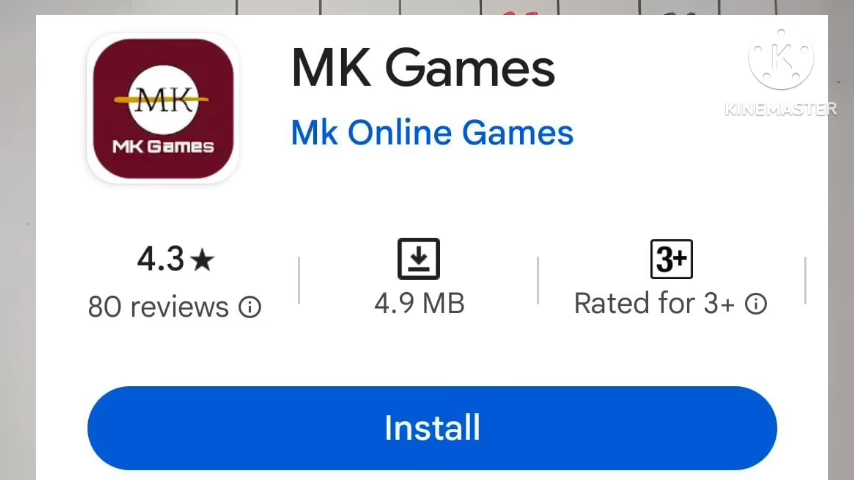 MK Games
Mk Online Games
MK
MK Games
K
KINEMASTER
4.3★
80 reviews
4.9 MB
3+
Rated for 3+
Install